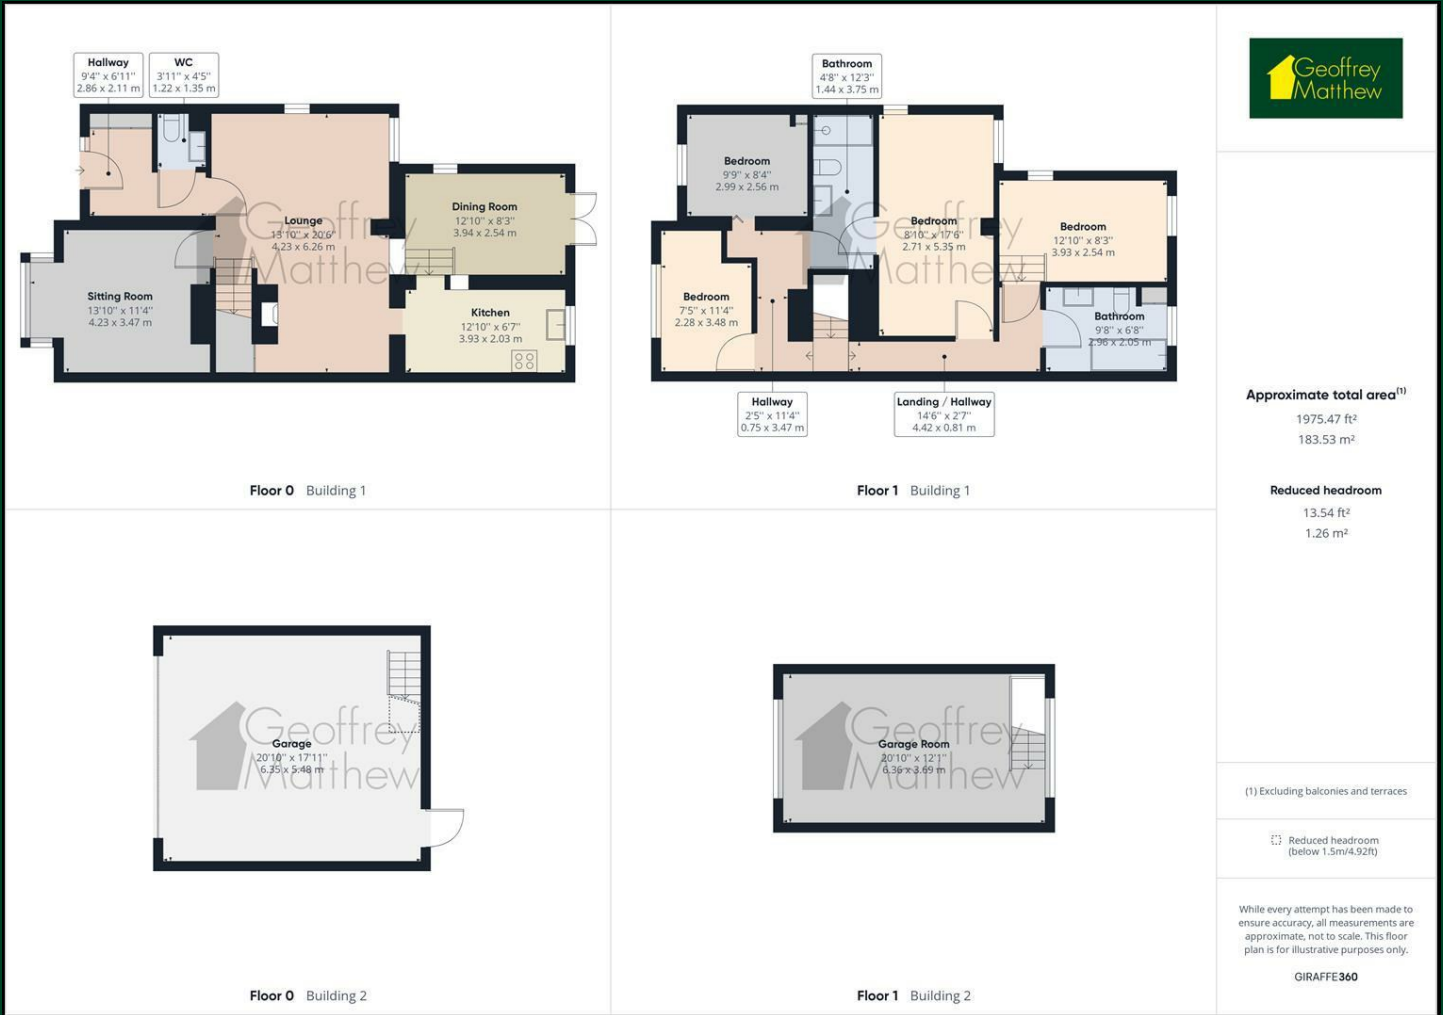 Hallway
9'4" x 6'11"
2.86 x 2.11 m
WC
3'11" x 4'5"
1.22 x 1.35 m
Lounge
13'10" x 20'6"
4.23 x 6.26 m
Dining Room
12'10" x 8'3"
3.94 x 2.54 m
Sitting Room
13'10" x 11'4"
4.23 x 3.47 m
Kitchen
12'10" x 6'7"
3.93 x 2.03 m
Geoffrey
Matthew
Floor 0 Building 1
Bathroom
4'8" x 12'3"
1.44 x 3.75 m
Bedroom
9'9" x 8'4"
2.99 x 2.56 m
Bedroom
8'10" x 17'6"
2.71 x 5.35 m
Bedroom
12'10" x 8'3"
3.93 x 2.54 m
Bedroom
7'5" x 11'4"
2.28 x 3.48 m
Bathroom
9'8" x 6'8"
2.96 x 2.05 m
Hallway
2'5" x 11'4"
0.75 x 3.47 m
Landing / Hallway
14'6" x 2'7"
4.42 x 0.81 m
Geoffrey
Matthew
Floor 1 Building 1
Garage
20'10" x 17'11"
6.35 x 5.48 m
Geoffrey
Matthew
Floor 0 Building 2
Garage Room
20'10" x 12'1"
6.36 x 3.69 m
Geoffrey
Matthew
Floor 1 Building 2
Geoffrey
Matthew
Approximate total area(1)
1975.47 ft²
183.53 m²
Reduced headroom
13.54 ft²
1.26 m²
(1) Excluding balconies and terraces
Reduced headroom
(below 1.5m/4.92ft)
While every attempt has been made to
ensure accuracy, all measurements are
approximate, not to scale. This floor
plan is for illustrative purposes only.
GIRAFFE360